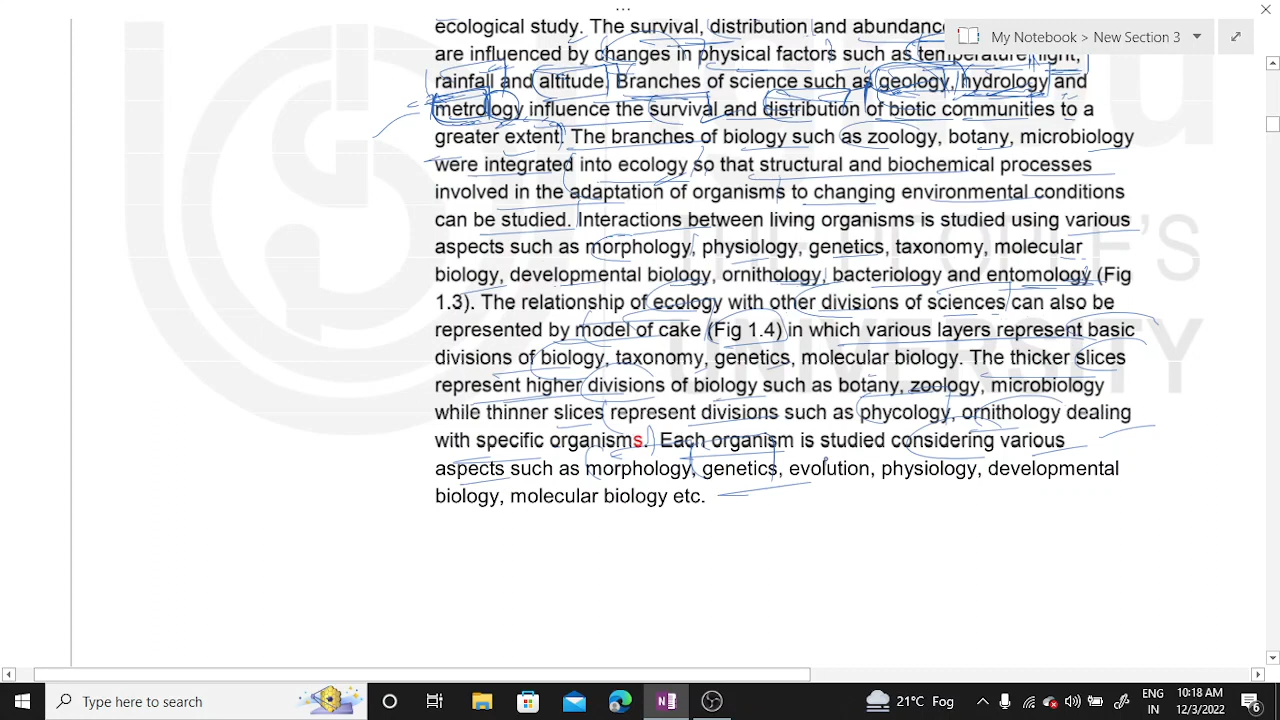 ...
ecological study. The survival, distribution and abundance
My Notebook > New Section 3
are influenced by changes in physical factors such as temperature, light,
rainfall and altitude. Branches of science such as geology, hydrology and
metrology influence the survival and distribution of biotic communities to a
greater extent. The branches of biology such as zoology, botany, microbiology
were integrated into ecology so that structural and biochemical processes
involved in the adaptation of organisms to changing environmental conditions
can be studied. Interactions between living organisms is studied using various
aspects such as morphology, physiology, genetics, taxonomy, molecular
biology, developmental biology, ornithology, bacteriology and entomology (Fig
1.3). The relationship of ecology with other divisions of sciences can also be
represented by model of cake (Fig 1.4) in which various layers represent basic
divisions of biology, taxonomy, genetics, molecular biology. The thicker slices
represent higher divisions of biology such as botany, zoology, microbiology
while thinner slices represent divisions such as phycology, ornithology dealing
with specific organisms. Each organism is studied considering various
aspects such as morphology, genetics, evolution, physiology, developmental
biology, molecular biology etc.
THE PEOPLE'S
UNIVERSITY
Type here to search
21°C Fog
ENG
IN
10:18 AM
12/3/2022
6